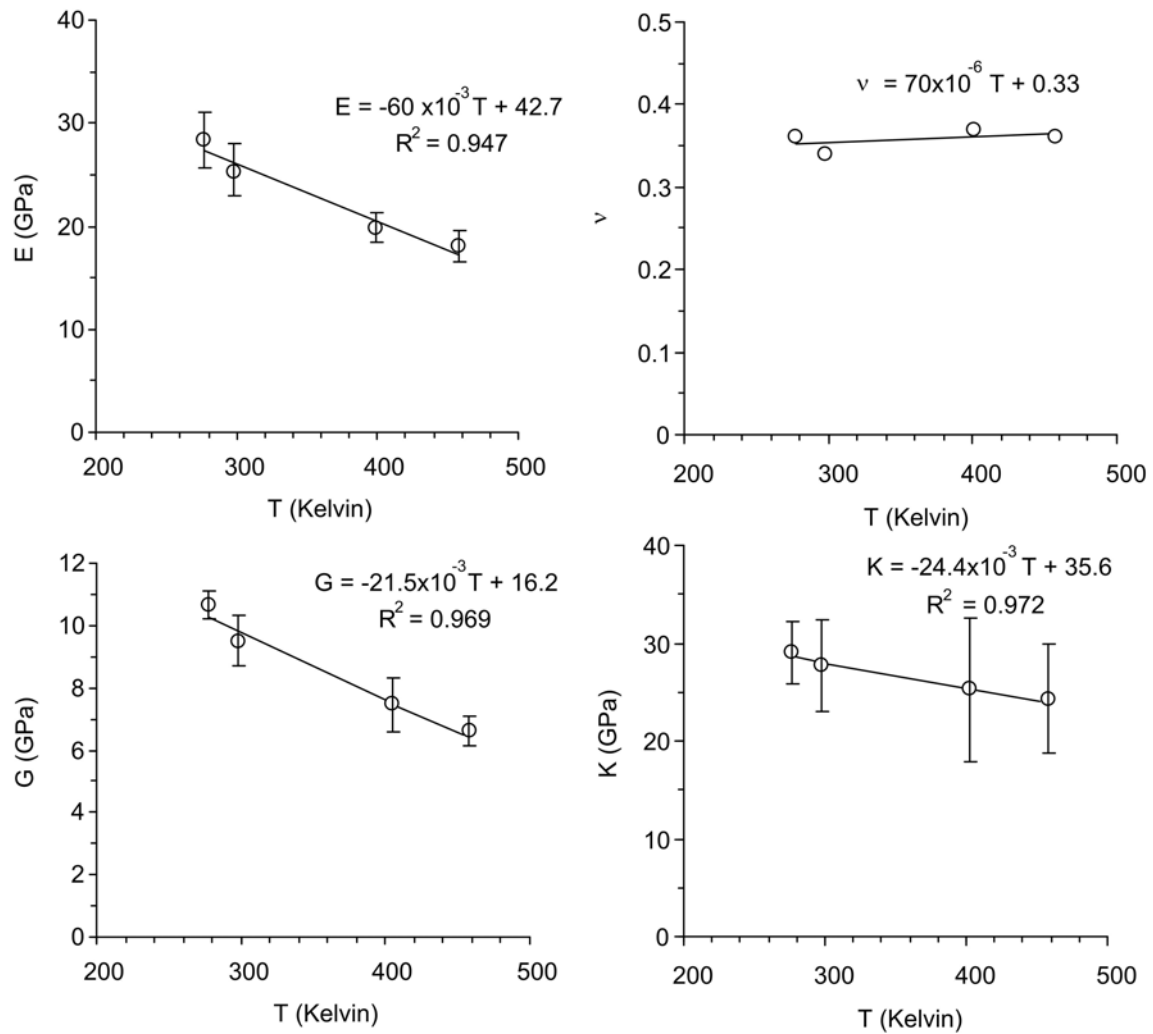 40
30
20
10
0
E (GPa)
E = -60 x10-3 T + 42.7
R2 = 0.947
200 300 400 500
T (Kelvin)
0.5
0.4
0.3
0.2
0.1
0
ν
ν = 70x10-6 T + 0.33
200 300 400 500
T (Kelvin)
12
10
8
6
4
2
0
G (GPa)
G = -21.5x10-3 T + 16.2
R2 = 0.969
200 300 400 500
T (Kelvin)
40
30
20
10
0
K (GPa)
K = -24.4x10-3 T + 35.6
R2 = 0.972
200 300 400 500
T (Kelvin)